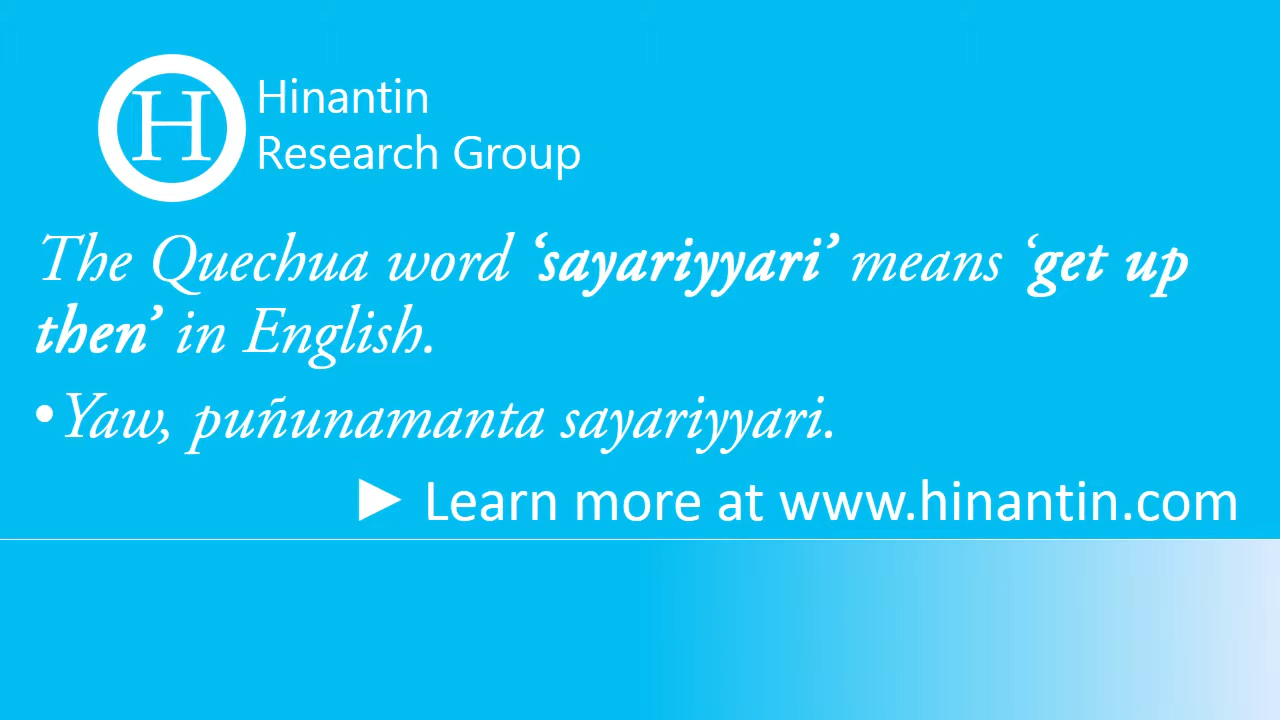 H
Hinantin
Research Group
The Quechua word ‘sayariyyari’ means ‘get up
then’ in English.
•Yaw, puñunamanta sayariyyari.
► Learn more at www.hinantin.com